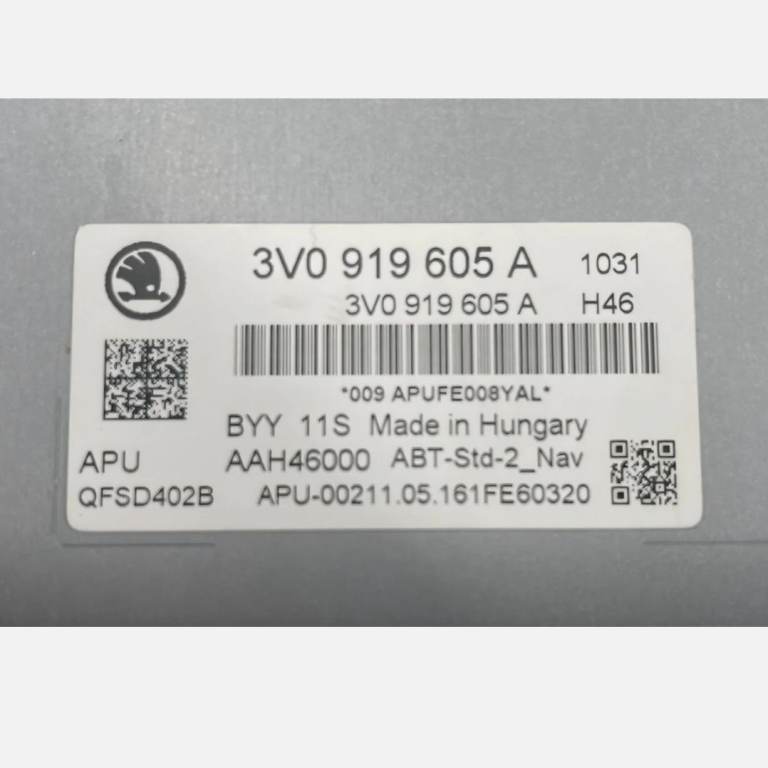 3V0 919 605 A 1031
3V0 919 605 A H46
*009 APUFE008YAL*
BYY 11S Made in Hungary
APU AAH46000 ABT-Std-2_Nav
QFSD402B APU-00211.05.161FE60320